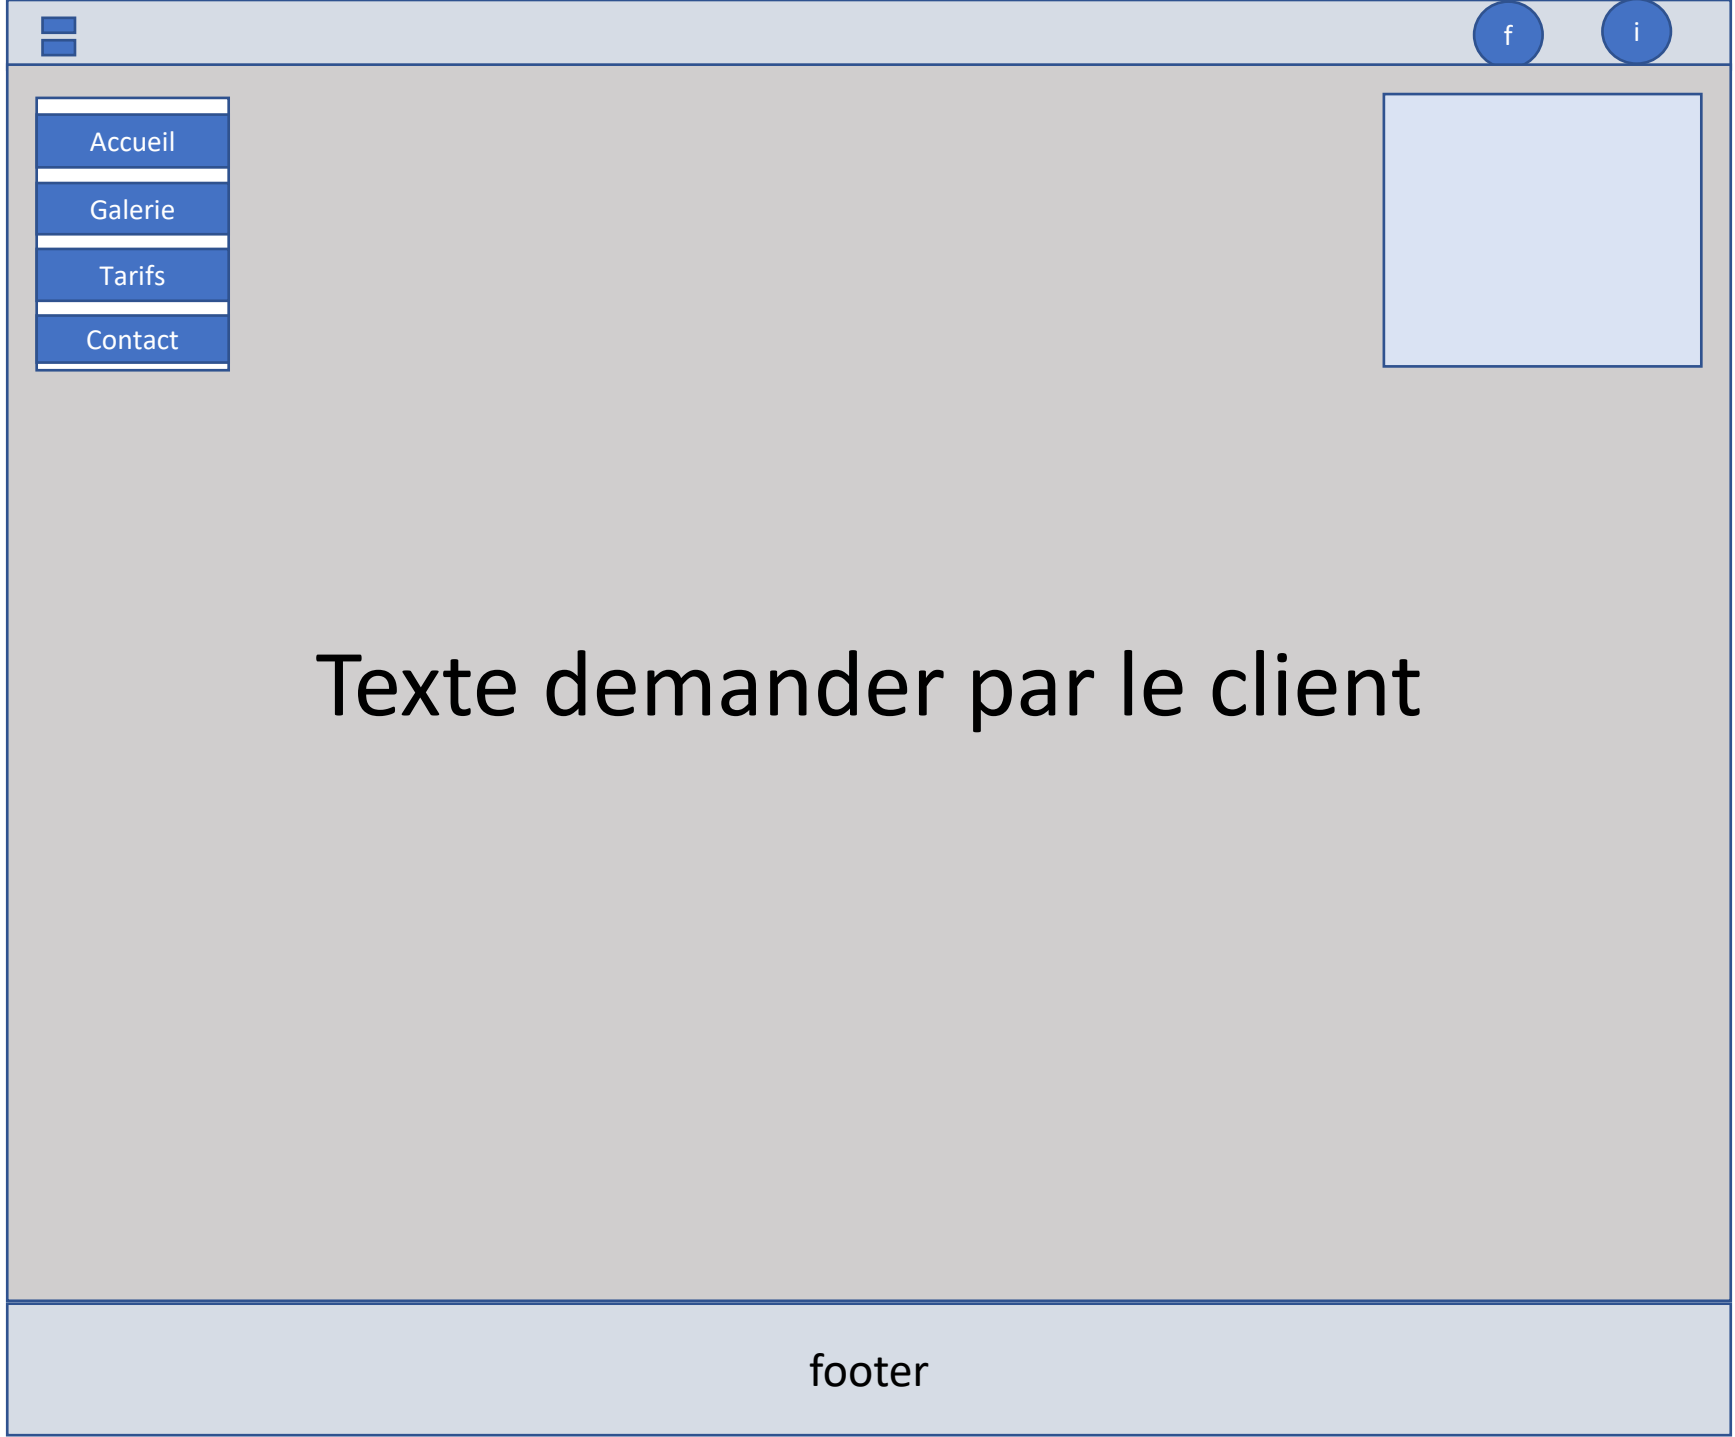 f
i
Accueil
Galerie
Tarifs
Contact
Texte demander par le client
footer